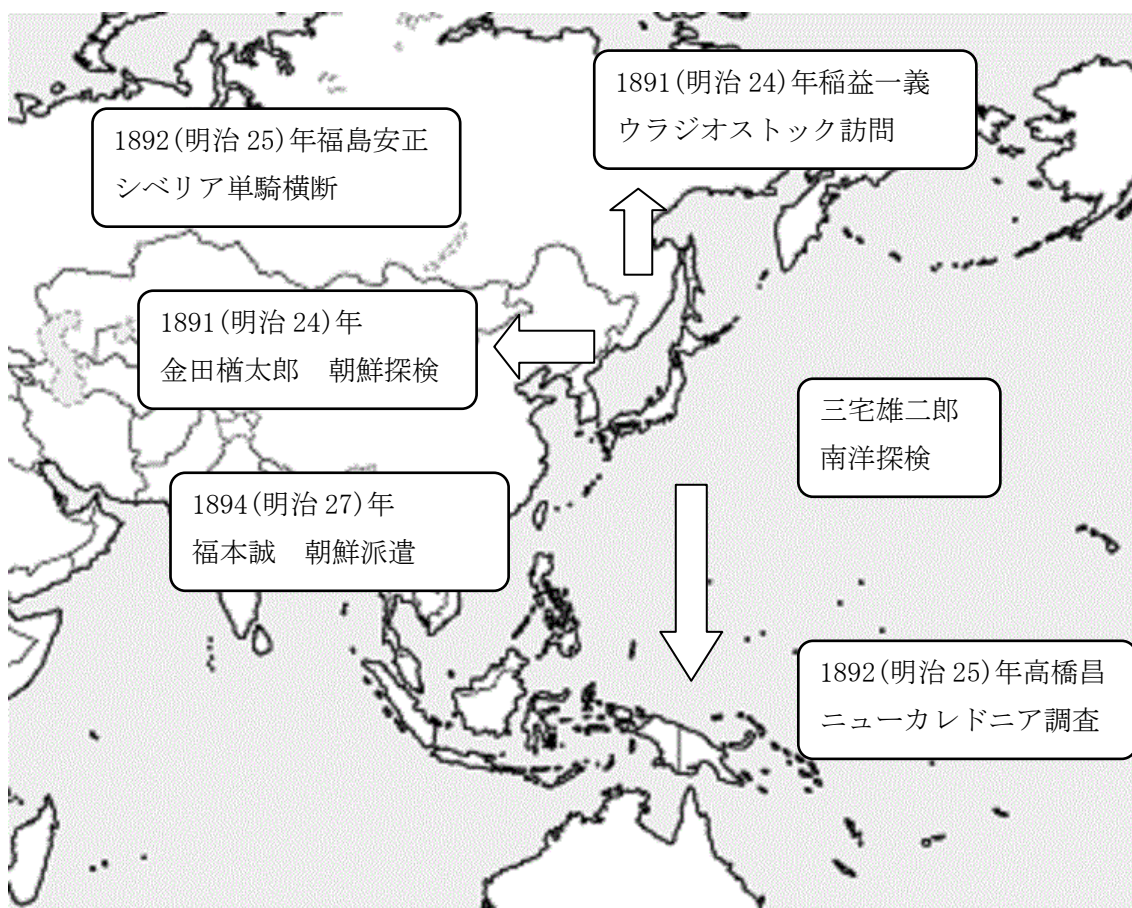 1891(明治 24)年稲益一義
ウラジオストック訪問
1892(明治 25)年福島安正
シベリア単騎横断
1891(明治 24)年
金田楢太郎　朝鮮探検
三宅雄二郎
南洋探検
1894(明治 27)年
福本誠　朝鮮派遣
1892(明治 25)年高橋昌
ニューカレドニア調査